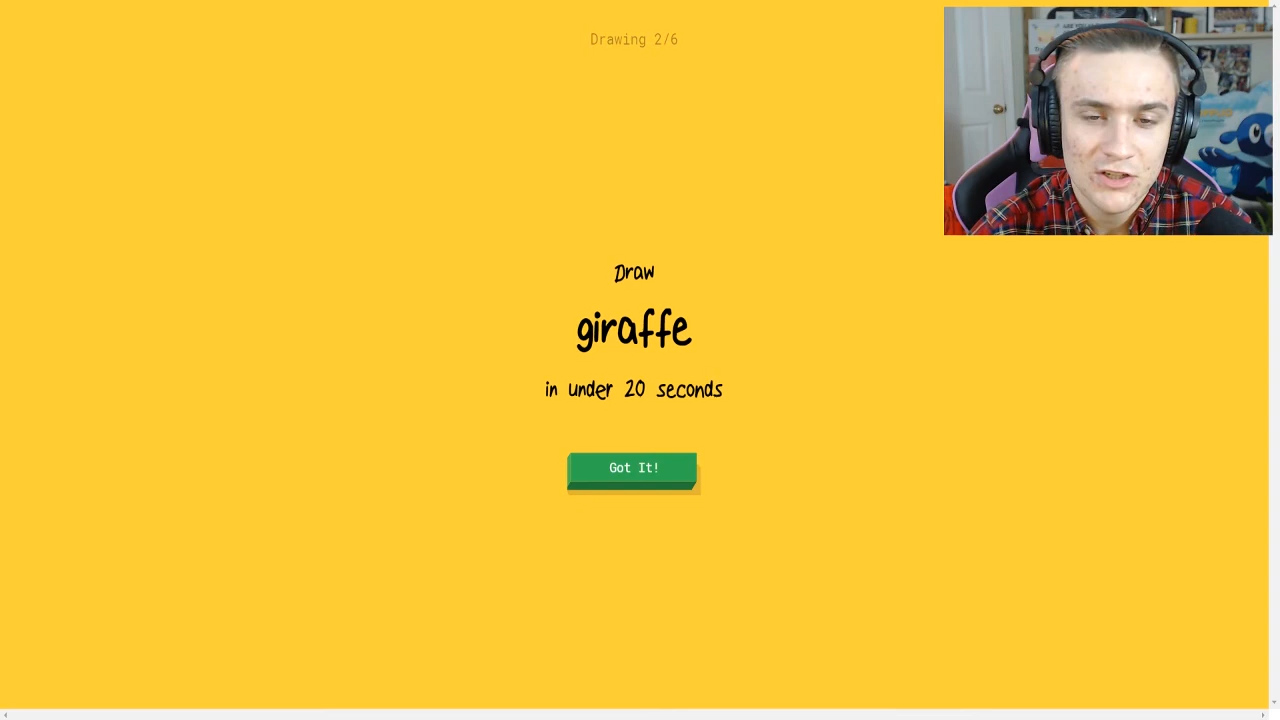 Drawing 2/6
Draw
giraffe
in under 20 seconds
Got It!